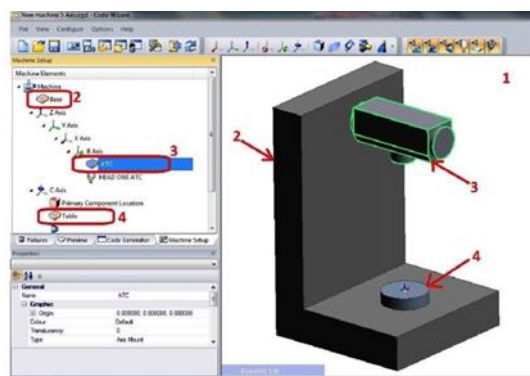 New machine 5 Axis.cgd - Code Wizard
File View Configure Options Help
Machine Setup
Machine Elements
Machine
Base
2
Z Axis
Y Axis
X Axis
B Axis
3
ATC
HEAD ONE ATC
C Axis
Primary Component Location
Table
4
Features Preview Code Generator Machine Setup
Properties
General
Name ATC
Graphic
Origin 0.000000, 0.000000, 0.000000
Colour Default
Translucency 0
Type Axis Mount
1
2
3
4